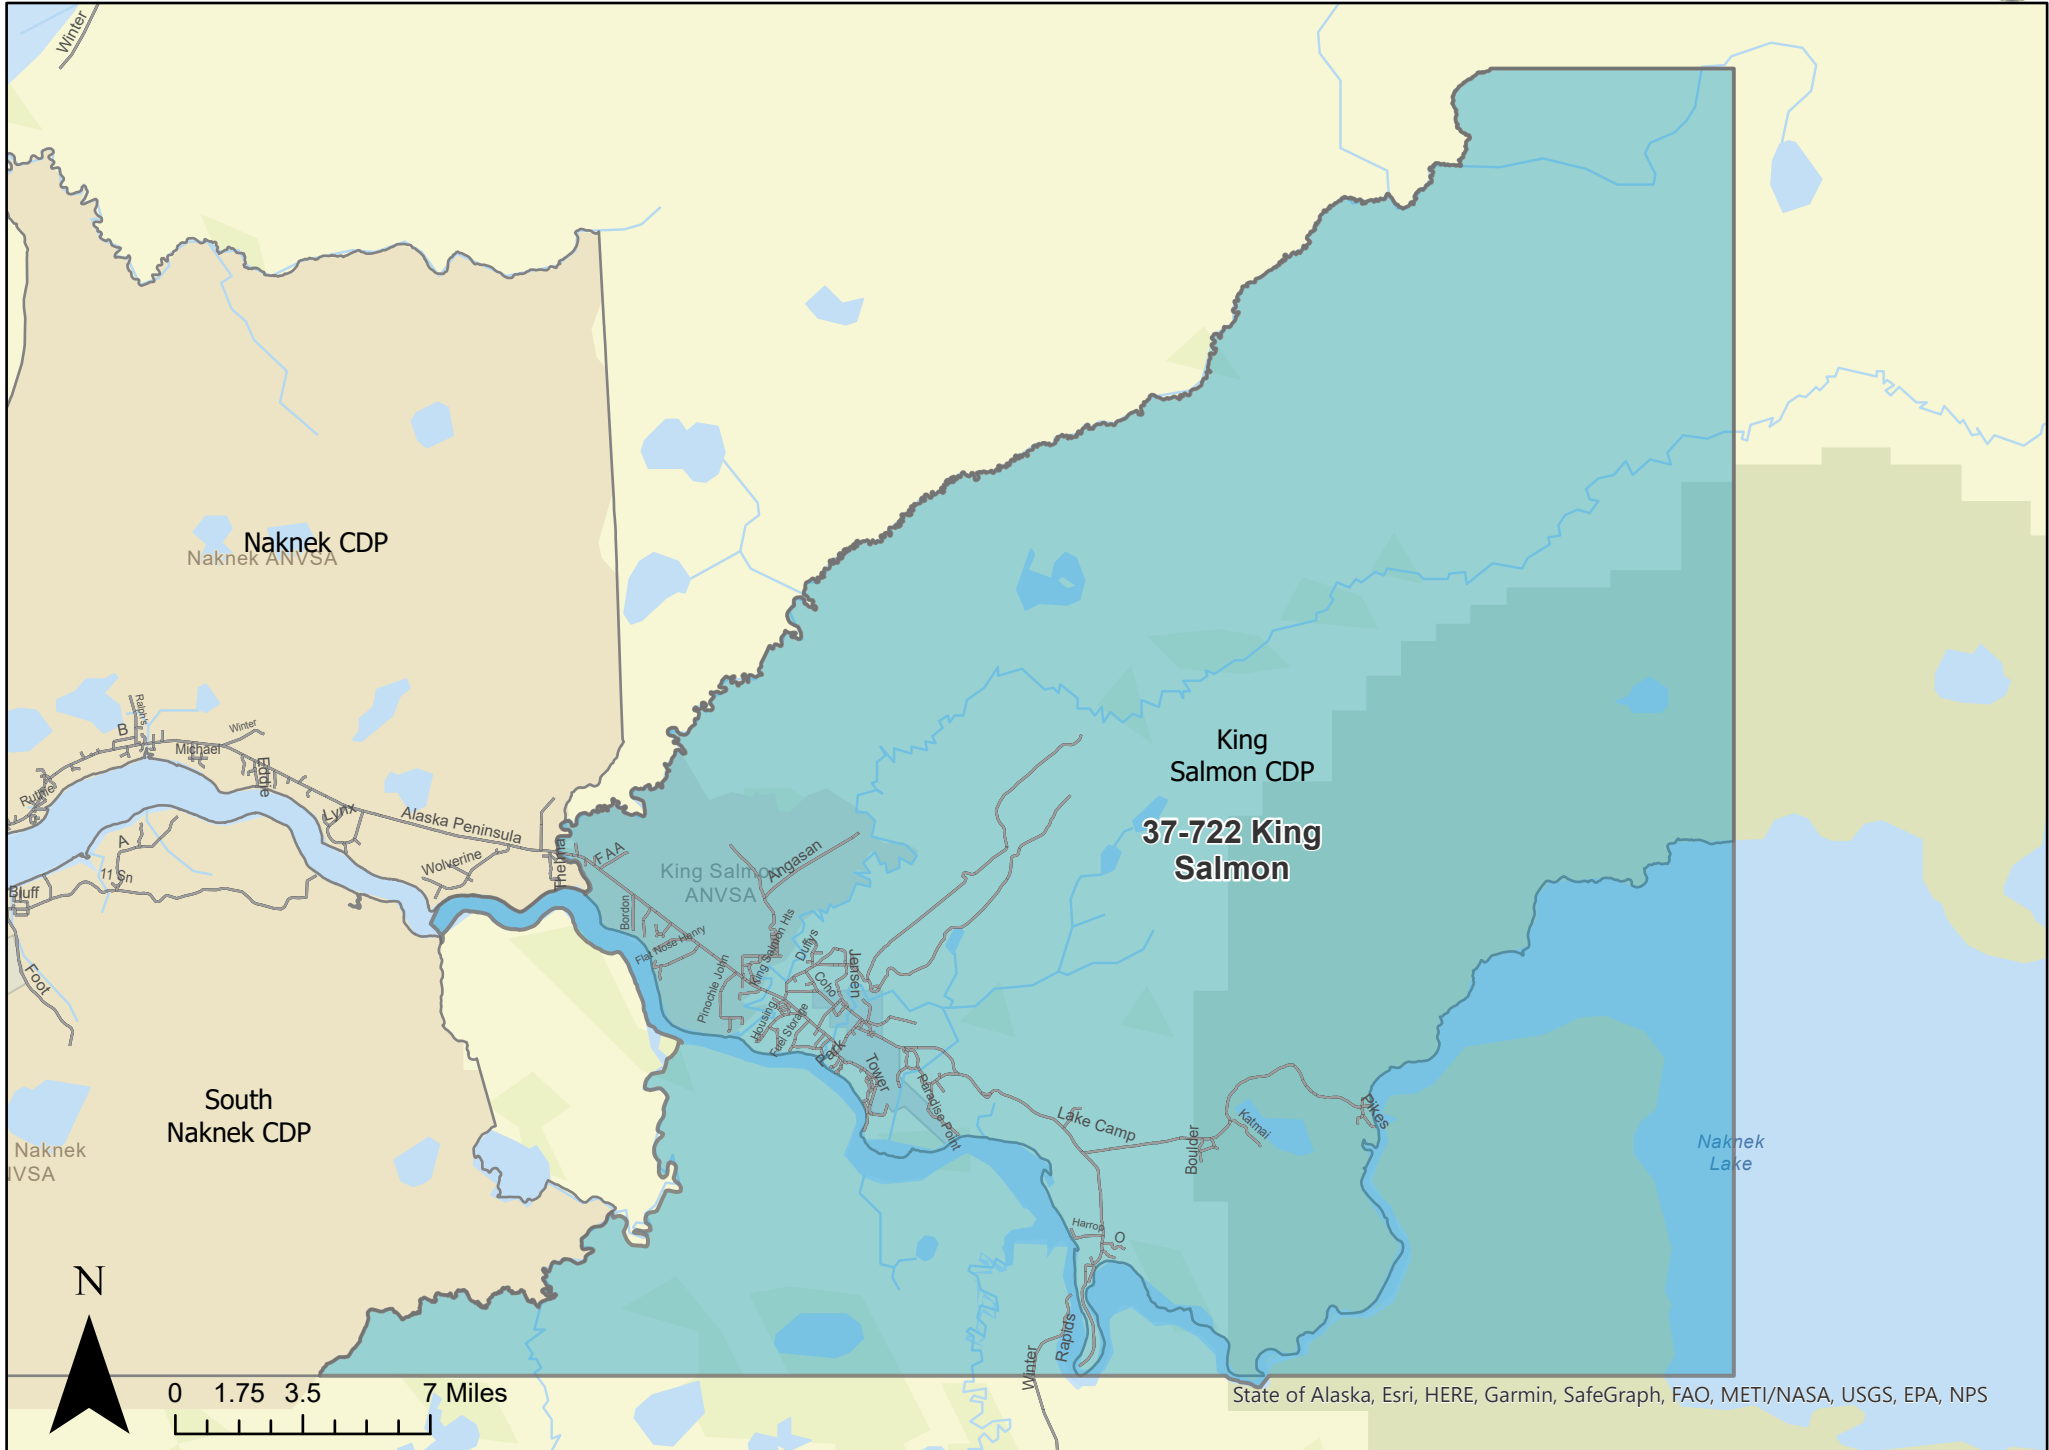 Winter
Naknek CDP
Naknek ANVSA
Ralph's
B
Winter
Michael
Eddie
Ruthie
Lynx
Alaska Peninsula
A
Wolverine
Thelma
FAA
11 Sn
Bluff
Foot
King
Salmon CDP
37-722 King
Salmon
King Salmon
ANVSA
Angasan
Bordon
Flat Nose Henry
King Salmon Hts
Duffys
Jensen
Pinochle John
Coho
Housing
Fuel Storage
Park
Tower
Paradise Point
Lake Camp
Boulder
Katmai
Pikes
Naknek
Lake
South
Naknek CDP
Naknek
NVSA
Harrop
O
Rapids
Winter
N
0 1.75 3.5 7 Miles
State of Alaska, Esri, HERE, Garmin, SafeGraph, FAO, METI/NASA, USGS, EPA, NPS